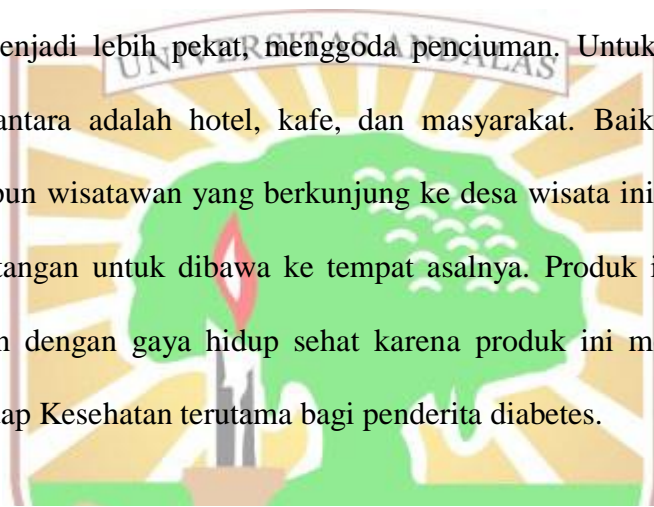 enjadi lebih pekat, menggoda penciuman. Untuk
UNIVERSITAS ANDALAS
antara adalah hotel, kafe, dan masyarakat. Baik
pun wisatawan yang berkunjung ke desa wisata ini
tangan untuk dibawa ke tempat asalnya. Produk i
n dengan gaya hidup sehat karena produk ini m
ap Kesehatan terutama bagi penderita diabetes.